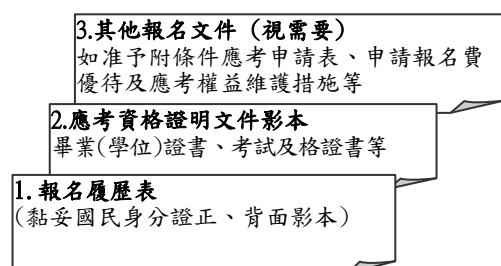 3.其他報名文件（視需要）
如准予附條件應考申請表、申請報名費
優待及應考權益維護措施等
2.應考資格證明文件影本
畢業(學位)證書、考試及格證書等
1.報名履歷表
(黏妥國民身分證正、背面影本)